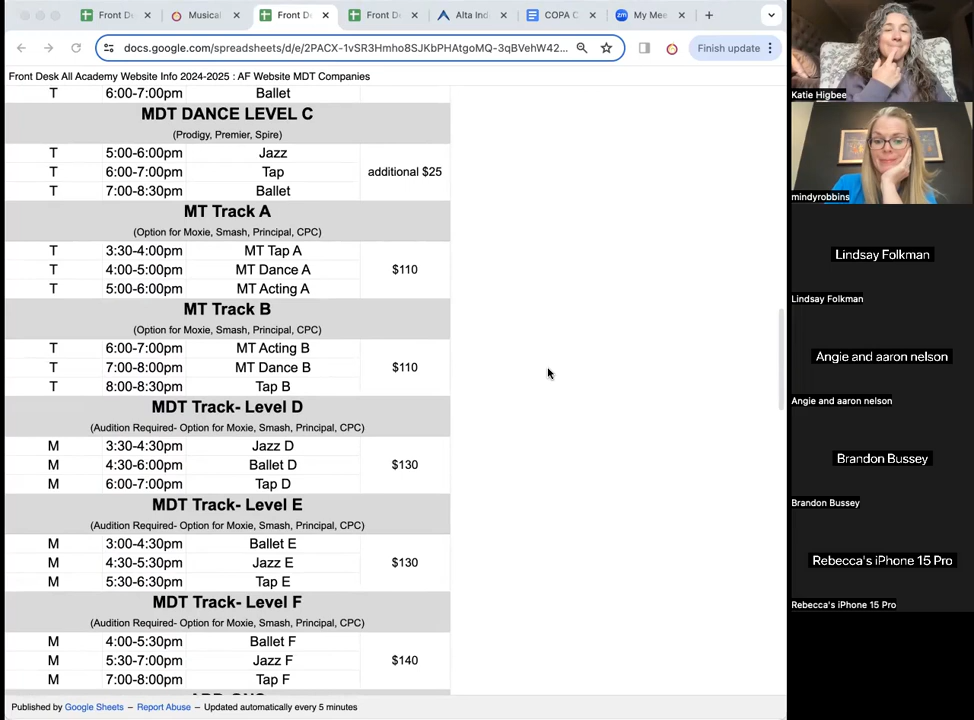 Front D
Musical
Front D
Front De
Alta Ind
COPA C
My Mee
docs.google.com/spreadsheets/d/e/2PACX-1vSR3Hmho8SJKbPHAtgoMQ-3qBVehW42...
Finish update
Front Desk All Academy Website Info 2024-2025 : AF Website MDT Companies
T 6:00-7:00pm Ballet
MDT DANCE LEVEL C
(Prodigy, Premier, Spire)
T 5:00-6:00pm Jazz
T 6:00-7:00pm Tap additional $25
T 7:00-8:30pm Ballet
MT Track A
(Option for Moxie, Smash, Principal, CPC)
T 3:30-4:00pm MT Tap A
T 4:00-5:00pm MT Dance A $110
T 5:00-6:00pm MT Acting A
MT Track B
(Option for Moxie, Smash, Principal, CPC)
T 6:00-7:00pm MT Acting B
T 7:00-8:00pm MT Dance B $110
T 8:00-8:30pm Tap B
MDT Track- Level D
(Audition Required- Option for Moxie, Smash, Principal, CPC)
M 3:30-4:30pm Jazz D
M 4:30-6:00pm Ballet D $130
M 6:00-7:00pm Tap D
MDT Track- Level E
(Audition Required- Option for Moxie, Smash, Principal, CPC)
M 3:00-4:30pm Ballet E
M 4:30-5:30pm Jazz E $130
M 5:30-6:30pm Tap E
MDT Track- Level F
(Audition Required- Option for Moxie, Smash, Principal, CPC)
M 4:00-5:30pm Ballet F
M 5:30-7:00pm Jazz F $140
M 7:00-8:00pm Tap F
Published by Google Sheets – Report Abuse – Updated automatically every 5 minutes
Katie Higbee
mindyrobbins
Lindsay Folkman
Lindsay Folkman
Angie and aaron nelson
Angie and aaron nelson
Brandon Bussey
Brandon Bussey
Rebecca's iPhone 15 Pro
Rebecca's iPhone 15 Pro